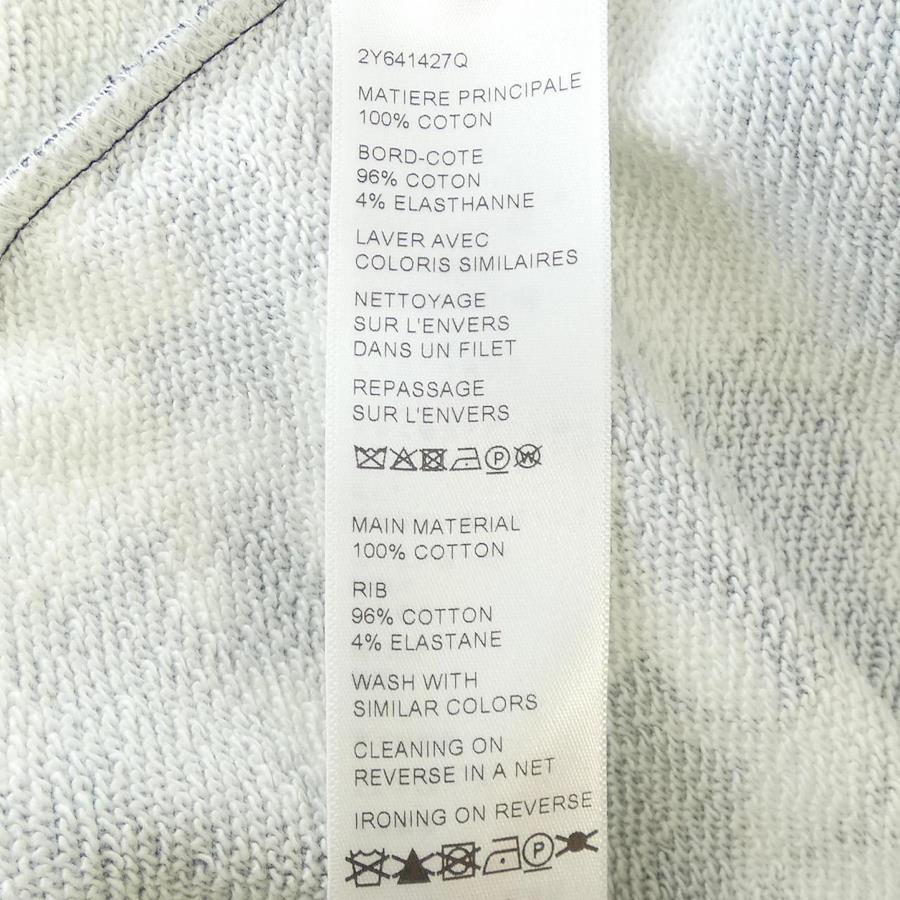 2Y641427Q
MATIERE PRINCIPALE
100% COTON
BORD-COTE
96% COTON
4% ELASTHANNE
LAVER AVEC
COLORIS SIMILAIRES
NETTOYAGE
SUR L'ENVERS
DANS UN FILET
REPASSAGE
SUR L'ENVERS
P W
MAIN MATERIAL
100% COTTON
RIB
96% COTTON
4% ELASTANE
WASH WITH
SIMILAR COLORS
CLEANING ON
REVERSE IN A NET
IRONING ON REVERSE
P